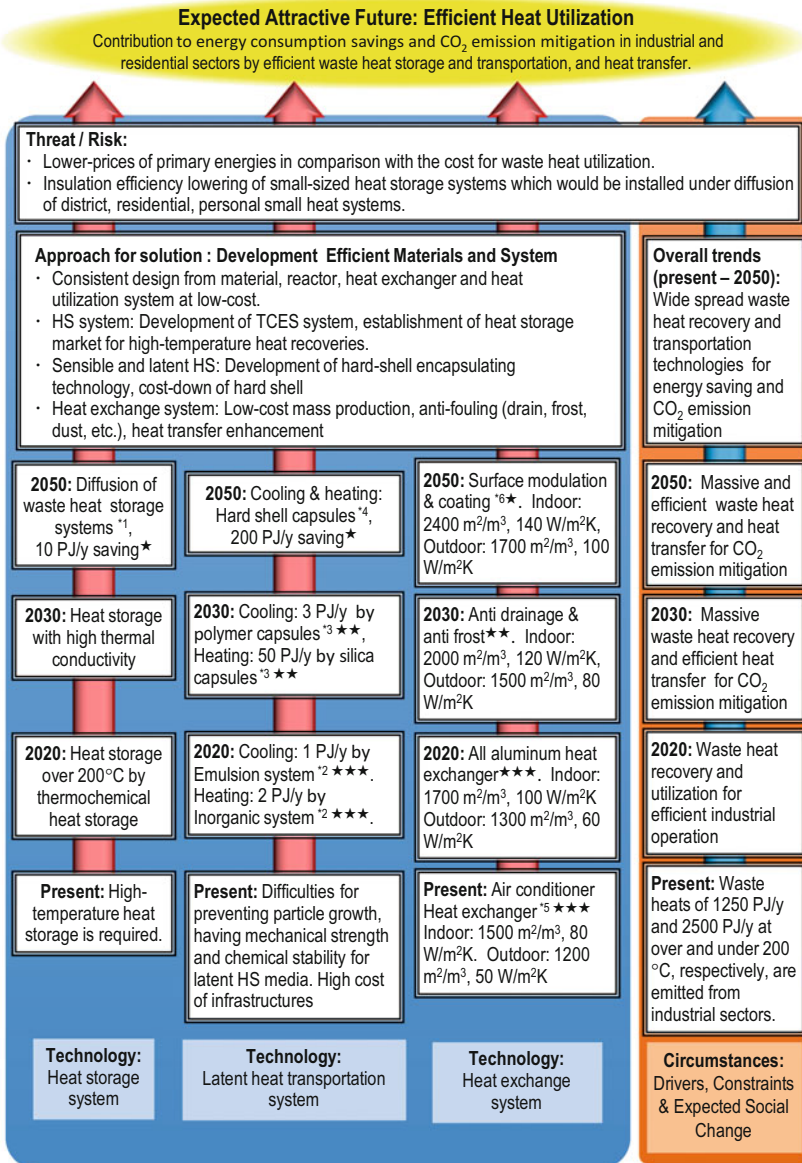 Expected Attractive Future: Efficient Heat Utilization
Contribution to energy consumption savings and CO₂ emission mitigation in industrial and
residential sectors by efficient waste heat storage and transportation, and heat transfer.
Threat / Risk:
· Lower-prices of primary energies in comparison with the cost for waste heat utilization.
· Insulation efficiency lowering of small-sized heat storage systems which would be installed under diffusion
of district, residential, personal small heat systems.
Approach for solution : Development Efficient Materials and System
· Consistent design from material, reactor, heat exchanger and heat
utilization system at low-cost.
· HS system: Development of TCES system, establishment of heat storage
market for high-temperature heat recoveries.
· Sensible and latent HS: Development of hard-shell encapsulating
technology, cost-down of hard shell
· Heat exchange system: Low-cost mass production, anti-fouling (drain, frost,
dust, etc.), heat transfer enhancement
Overall trends
(present – 2050):
Wide spread waste
heat recovery and
transportation
technologies for
energy saving and
CO₂ emission
mitigation
2050: Diffusion of
waste heat storage
systems *1,
10 PJ/y saving★
2050: Cooling & heating:
Hard shell capsules *4,
200 PJ/y saving★
2050: Surface modulation
& coating *6★. Indoor:
2400 m²/m³, 140 W/m²K,
Outdoor: 1700 m²/m³, 100
W/m²K
2050: Massive and
efficient waste heat
recovery and heat
transfer for CO₂
emission mitigation
2030: Heat storage
with high thermal
conductivity
2030: Cooling: 3 PJ/y by
polymer capsules *3 ★★,
Heating: 50 PJ/y by silica
capsules *3 ★★
2030: Anti drainage &
anti frost★★. Indoor:
2000 m²/m³, 120 W/m²K,
Outdoor: 1500 m²/m³, 80
W/m²K
2030: Massive
waste heat recovery
and efficient heat
transfer for CO₂
emission mitigation
2020: Heat storage
over 200°C by
thermochemical
heat storage
2020: Cooling: 1 PJ/y by
Emulsion system *2 ★★★.
Heating: 2 PJ/y by
Inorganic system *2 ★★★.
2020: All aluminum heat
exchanger★★★. Indoor:
1700 m²/m³, 100 W/m²K
Outdoor: 1300 m²/m³, 60
W/m²K
2020: Waste heat
recovery and
utilization for
efficient industrial
operation
Present: High-
temperature heat
storage is required.
Present: Difficulties for
preventing particle growth,
having mechanical strength
and chemical stability for
latent HS media. High cost
of infrastructures
Present: Air conditioner
Heat exchanger *5 ★★★
Indoor: 1500 m²/m³, 80
W/m²K. Outdoor: 1200
m²/m³, 50 W/m²K
Present: Waste
heats of 1250 PJ/y
and 2500 PJ/y at
over and under 200
°C, respectively, are
emitted from
industrial sectors.
Technology:
Heat storage
system
Technology:
Latent heat transportation
system
Technology:
Heat exchange
system
Circumstances:
Drivers, Constraints
& Expected Social
Change